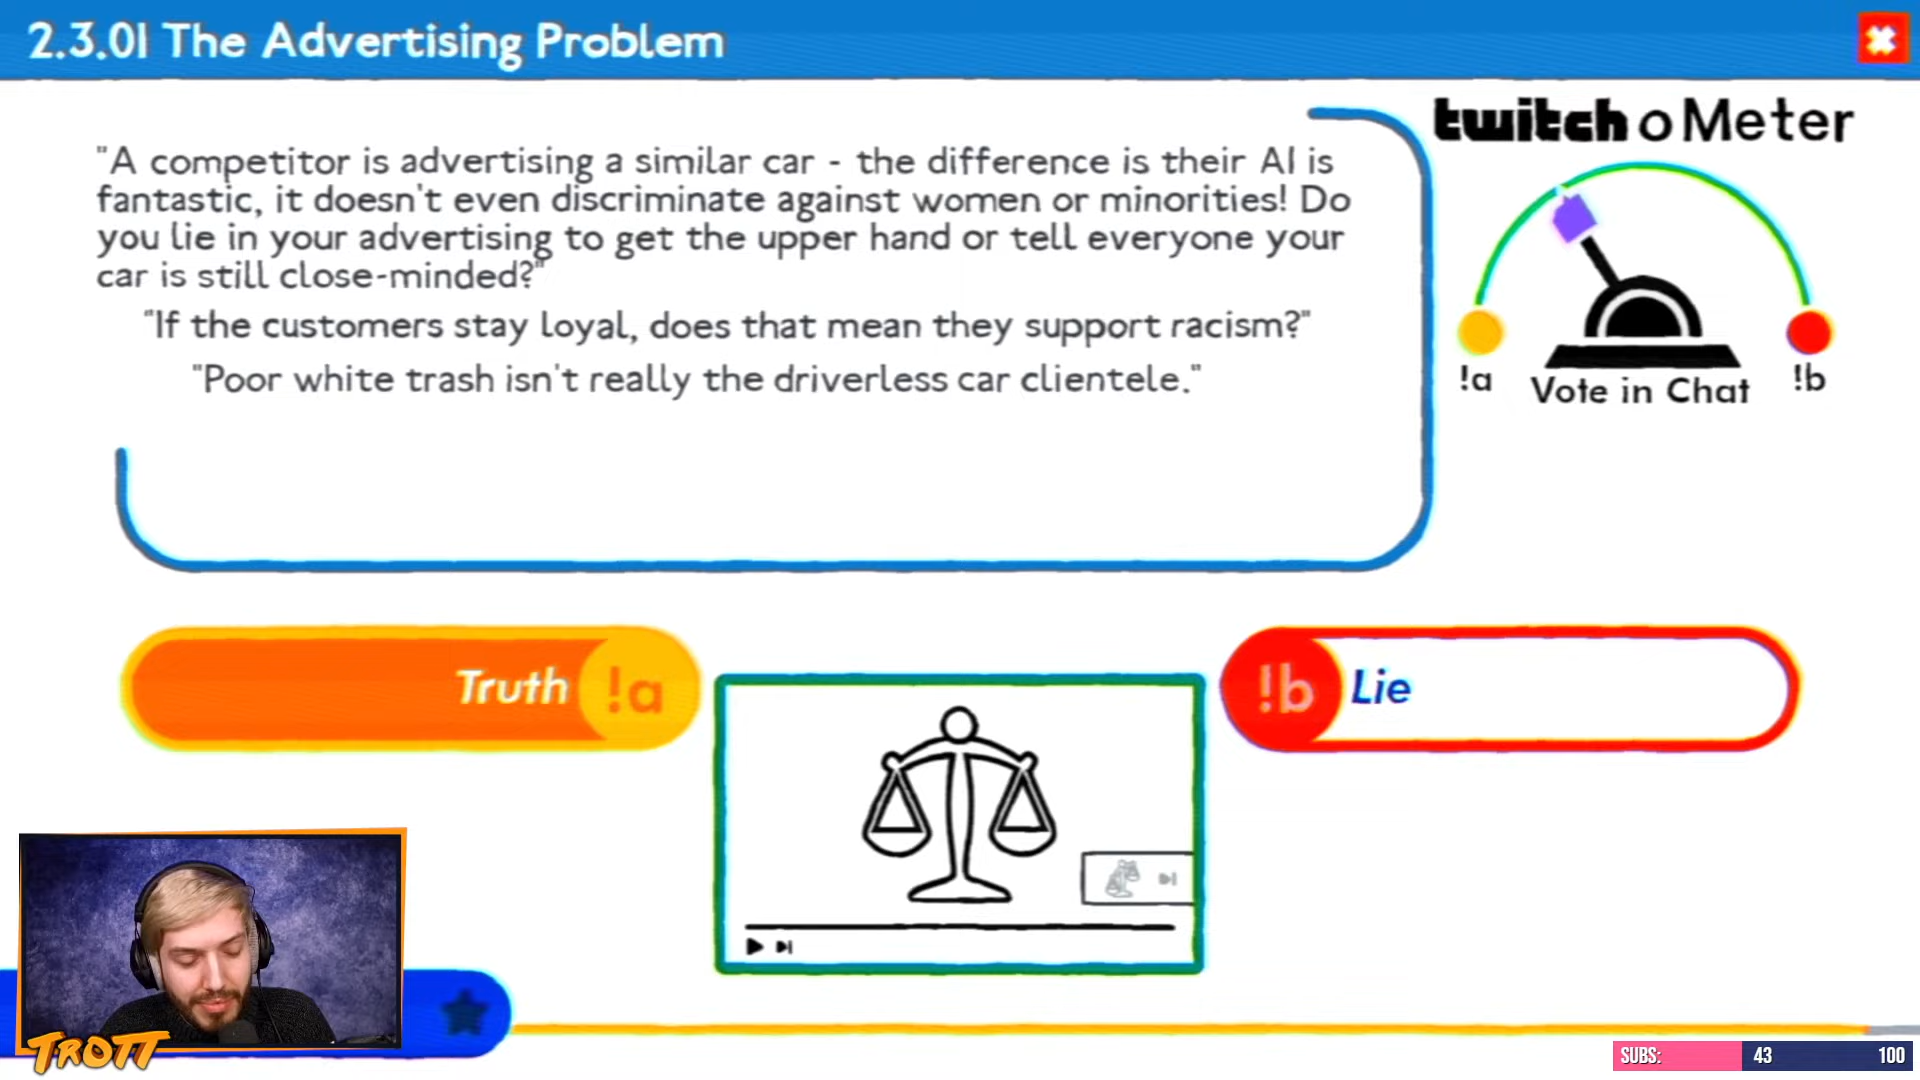 2.3.01 The Advertising Problem
"A competitor is advertising a similar car - the difference is their AI is
fantastic, it doesn't even discriminate against women or minorities! Do
you lie in your advertising to get the upper hand or tell everyone your
car is still close-minded?"
"If the customers stay loyal, does that mean they support racism?"
"Poor white trash isn't really the driverless car clientele."
twitch o Meter
!a Vote in Chat !b
Truth !a
!b Lie
TROTT
SUBS: 43 100